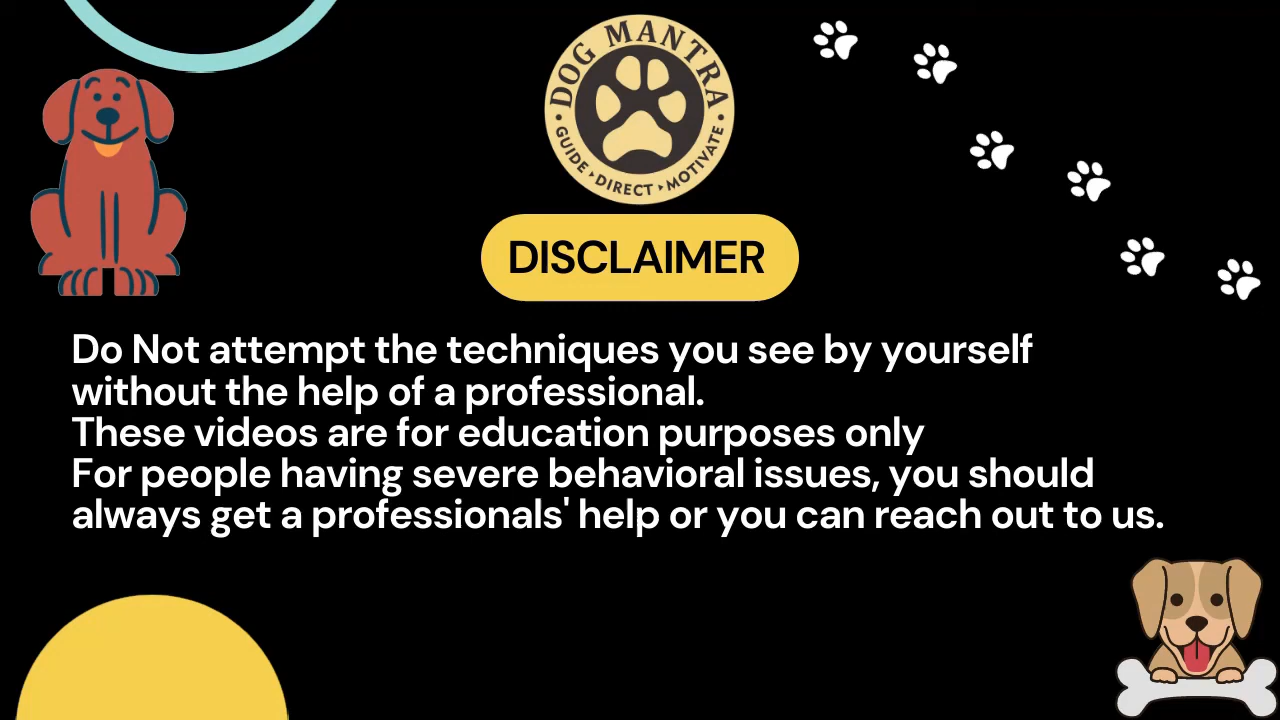 DOG MANTRA
GUIDE DIRECT MOTIVATE
DISCLAIMER
Do Not attempt the techniques you see by yourself
without the help of a professional.
These videos are for education purposes only
For people having severe behavioral issues, you should
always get a professionals' help or you can reach out to us.